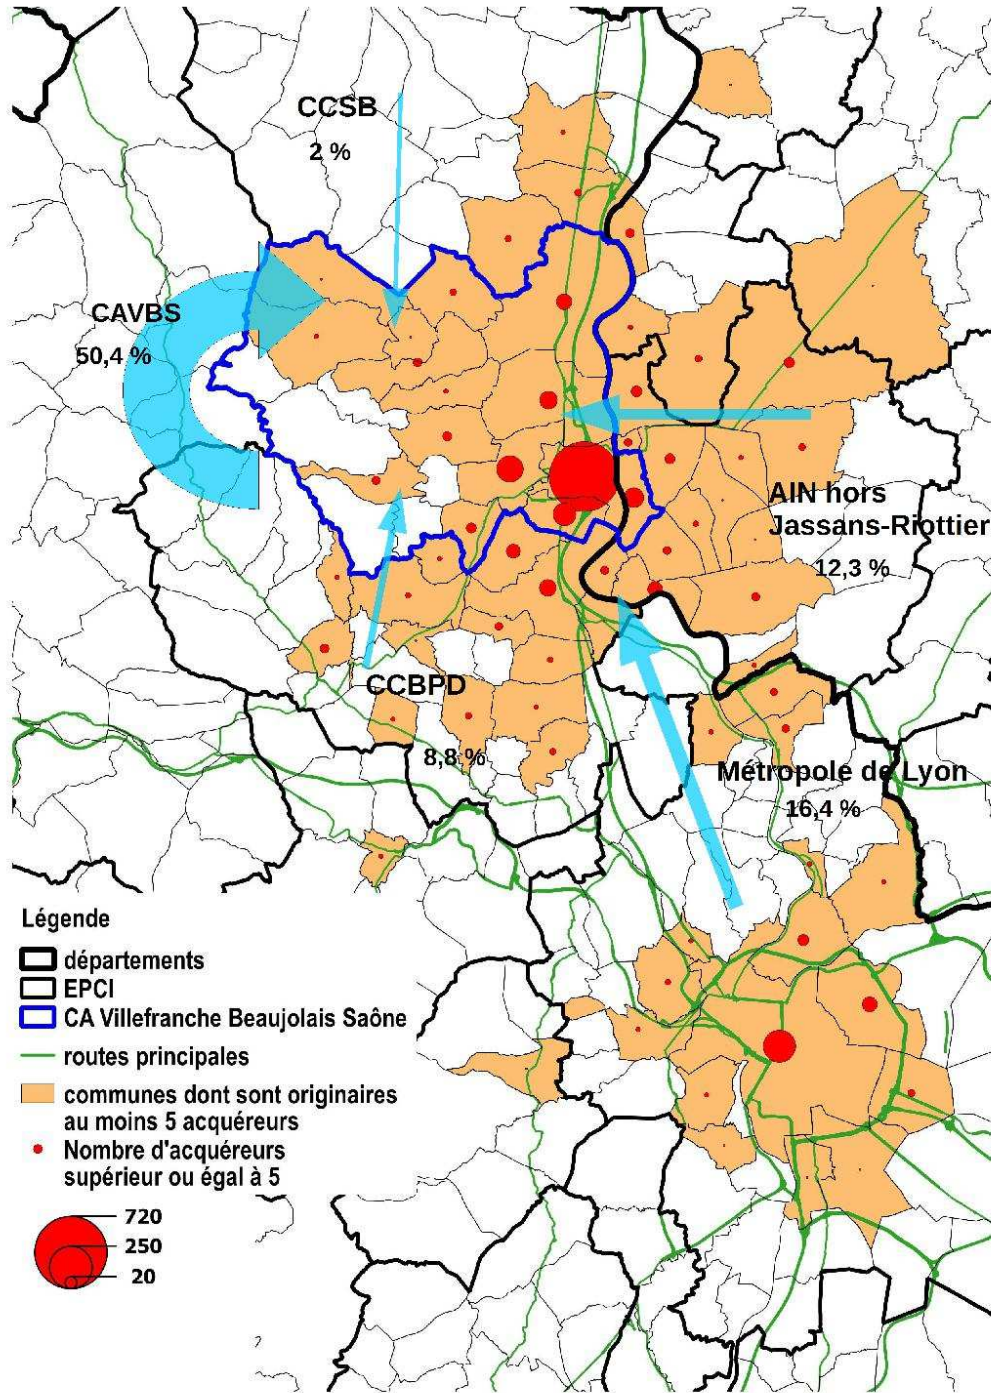 CCSB
2 %
CAVBS
50,4 %
AIN hors
Jassans-Riottier
12,3 %
CCBPD
8,8 %
Métropole de Lyon
16,4 %
Légende
départements
EPCI
CA Villefranche Beaujolais Saône
routes principales
communes dont sont originaires
au moins 5 acquéreurs
Nombre d'acquéreurs
supérieur ou égal à 5
720
250
20